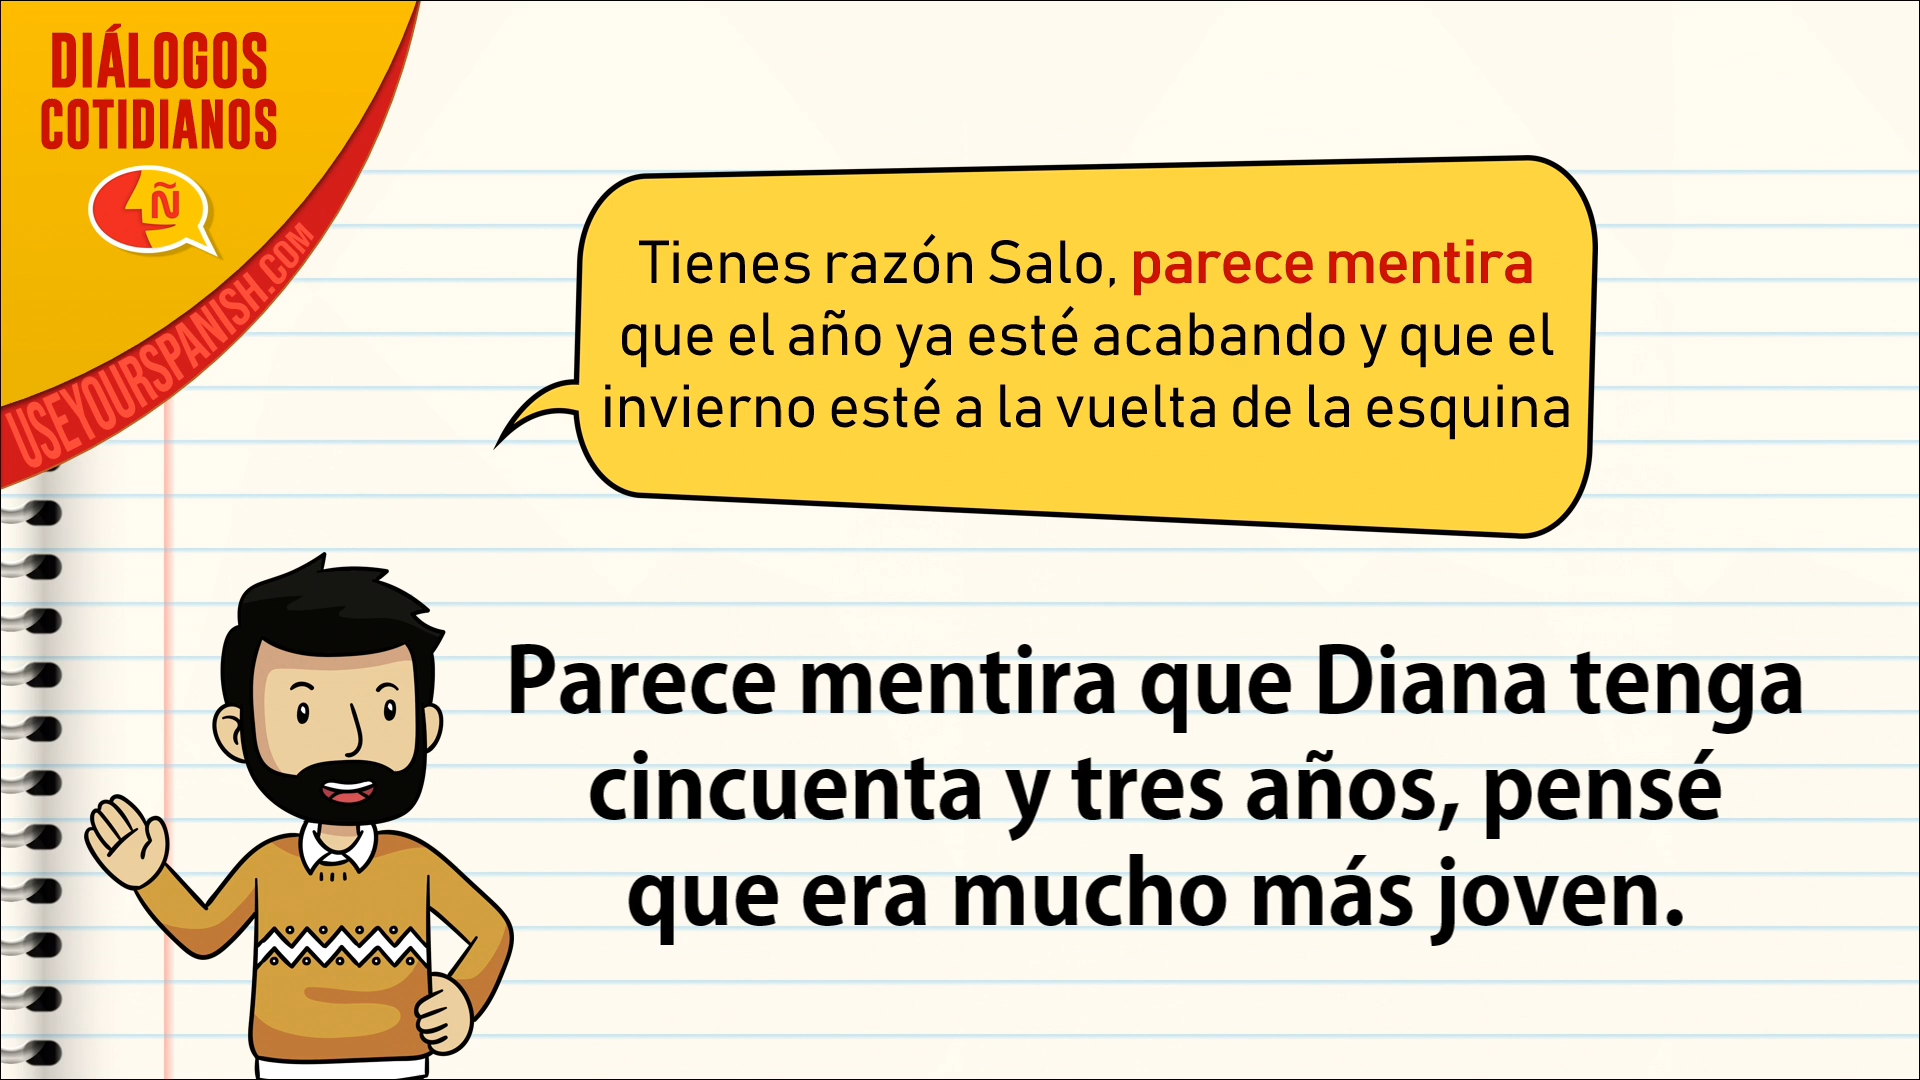 DIÁLOGOS
COTIDIANOS
Ñ
USEYOURSPANISH.COM
Tienes razón Salo, parece mentira
que el año ya esté acabando y que el
invierno esté a la vuelta de la esquina
Parece mentira que Diana tenga
cincuenta y tres años, pensé
que era mucho más joven.